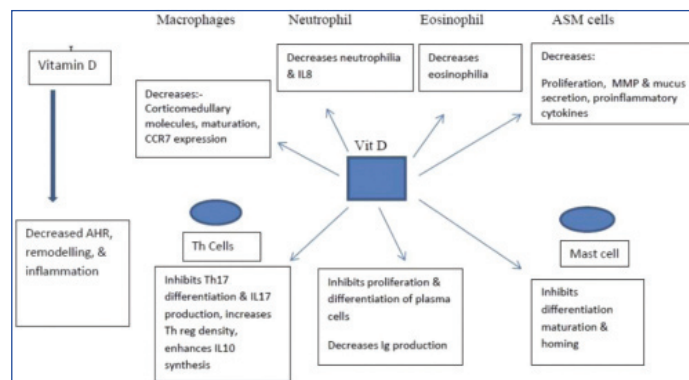 Macrophages
Neutrophil
Eosinophil
ASM cells
Vitamin D
Decreases:-
Corticomedullary
molecules, maturation,
CCR7 expression
Decreases neutrophilia
& IL8
Decreases
eosinophilia
Decreases:
Proliferation, MMP & mucus
secretion, proinflammatory
cytokines
Vit D
Decreased AHR,
remodelling, &
inflammation
Th Cells
Inhibits Th17
differentiation & IL17
production, increases
Th reg density,
enhances IL10
synthesis
Inhibits proliferation &
differentiation of plasma
cells
Decreases Ig production
Mast cell
Inhibits
differentiation
maturation &
homing